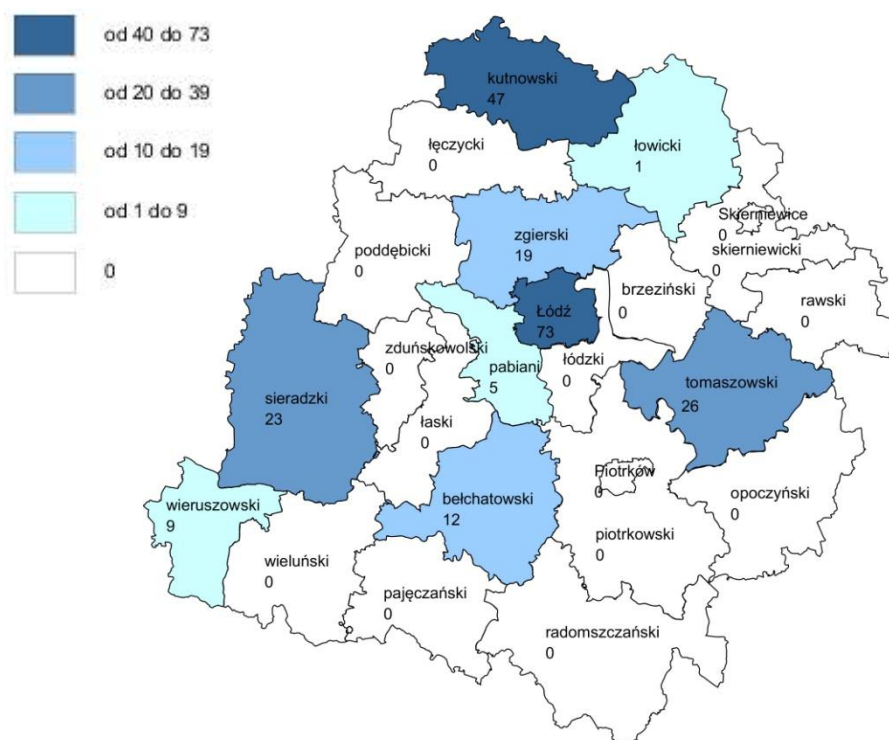 od 40 do 73
od 20 do 39
od 10 do 19
od 1 do 9
0
kutnowski
47
łęczycki
0
łowicki
1
Skierniewice
0
skierniewicki
0
poddębicki
0
zgierski
19
brzeziński
0
rawski
0
Łódź
73
zduńskowolski
0
pabiani
5
łódzki
0
tomaszowski
26
sieradzki
23
łaski
0
Piotrków
0
opoczyński
0
wieruszowski
9
bełchatowski
12
piotrkowski
0
wieluński
0
pajęczański
0
radomszczański
0